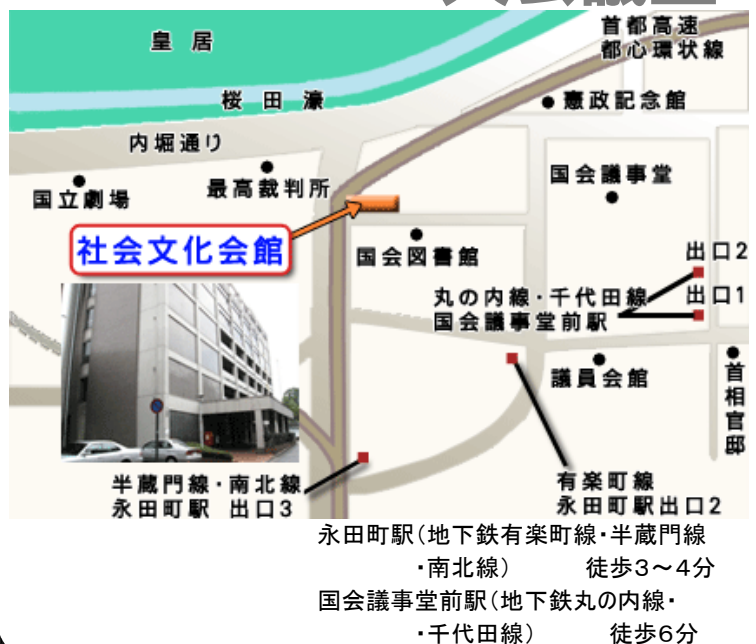 首都高速
都心環状線
皇居
桜田濠
憲政記念館
内堀通り
国立劇場
最高裁判所
国会議事堂
社会文化会館
国会図書館
出口2
丸の内線・千代田線
国会議事堂前駅
出口1
議員会館
首相官邸
半蔵門線・南北線
永田町駅 出口3
有楽町線
永田町駅出口2
永田町駅(地下鉄有楽町線・半蔵門線
・南北線) 徒歩3～4分
国会議事堂前駅(地下鉄丸の内線・
・千代田線) 徒歩6分